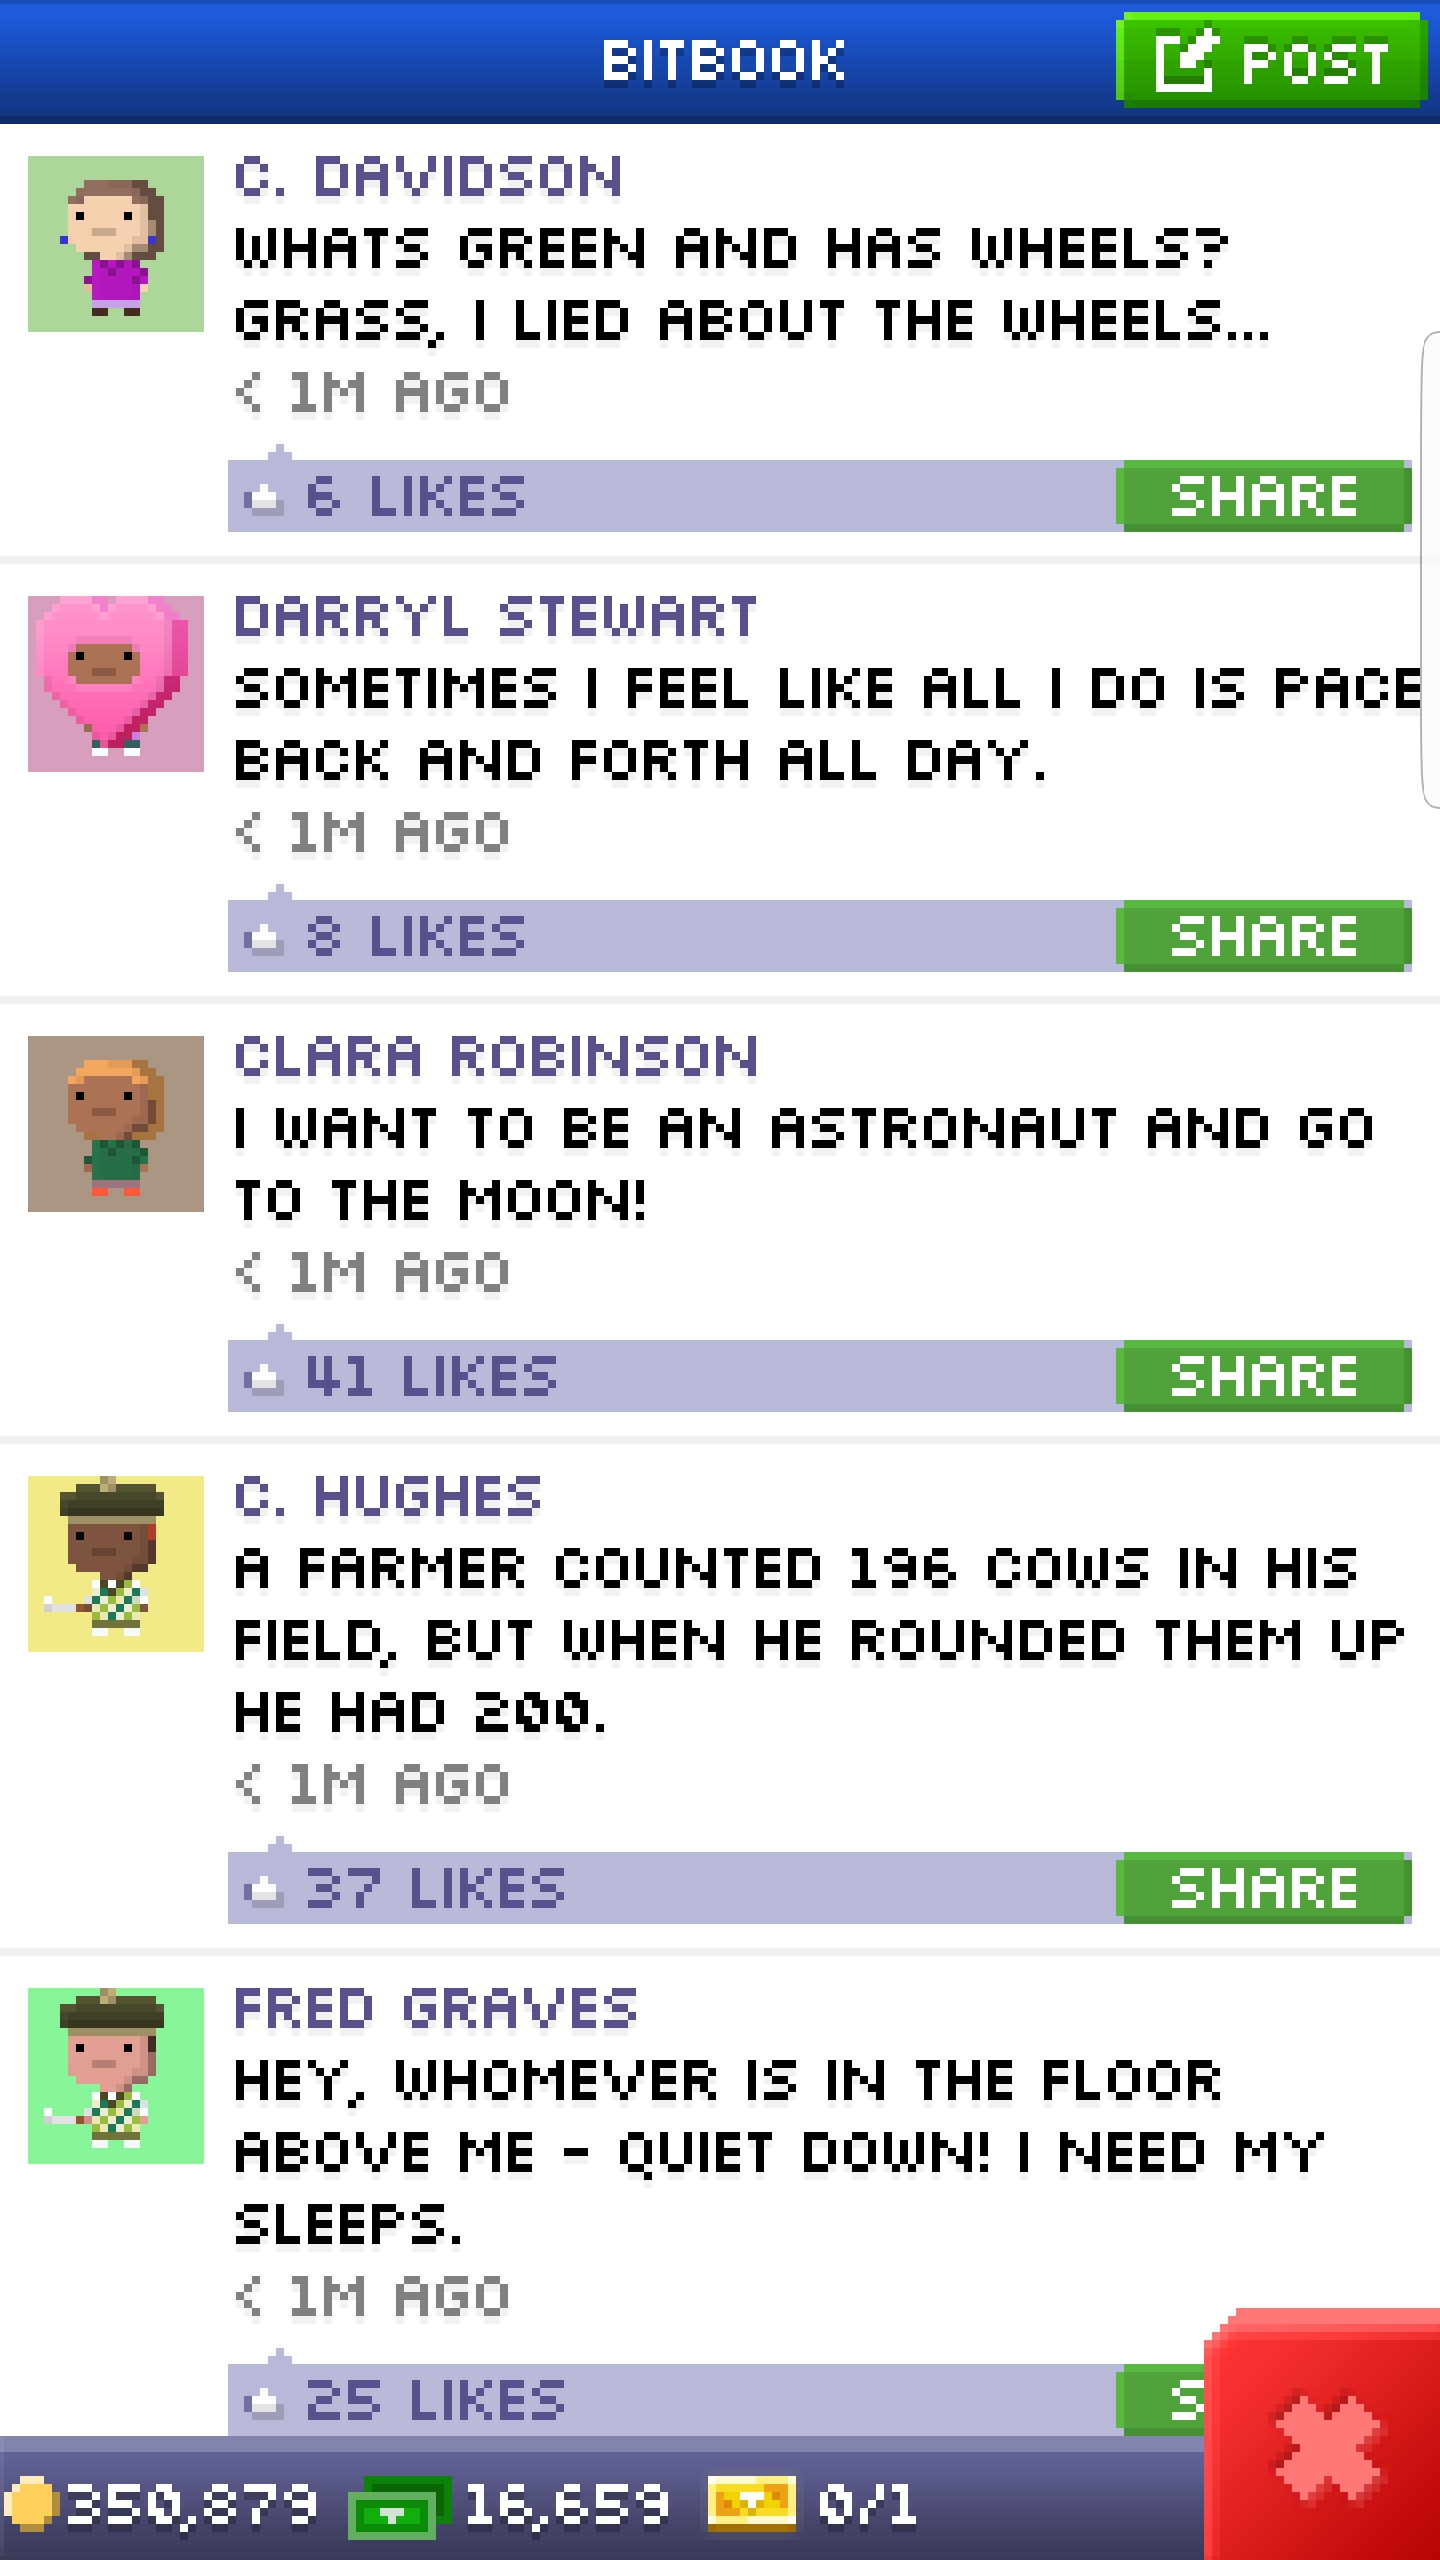 BITBOOK
POST
C. DAVIDSON
WHATS GREEN AND HAS WHEELS?
GRASS, I LIED ABOUT THE WHEELS...
< 1M AGO
6 LIKES
SHARE
DARRYL STEWART
SOMETIMES I FEEL LIKE ALL I DO IS PACE
BACK AND FORTH ALL DAY.
< 1M AGO
8 LIKES
SHARE
CLARA ROBINSON
I WANT TO BE AN ASTRONAUT AND GO
TO THE MOON!
< 1M AGO
41 LIKES
SHARE
C. HUGHES
A FARMER COUNTED 196 COWS IN HIS
FIELD, BUT WHEN HE ROUNDED THEM UP
HE HAD 200.
< 1M AGO
37 LIKES
SHARE
FRED GRAVES
HEY, WHOMEVER IS IN THE FLOOR
ABOVE ME - QUIET DOWN! I NEED MY
SLEEPS.
< 1M AGO
25 LIKES
S
350,879
16,659
0/1